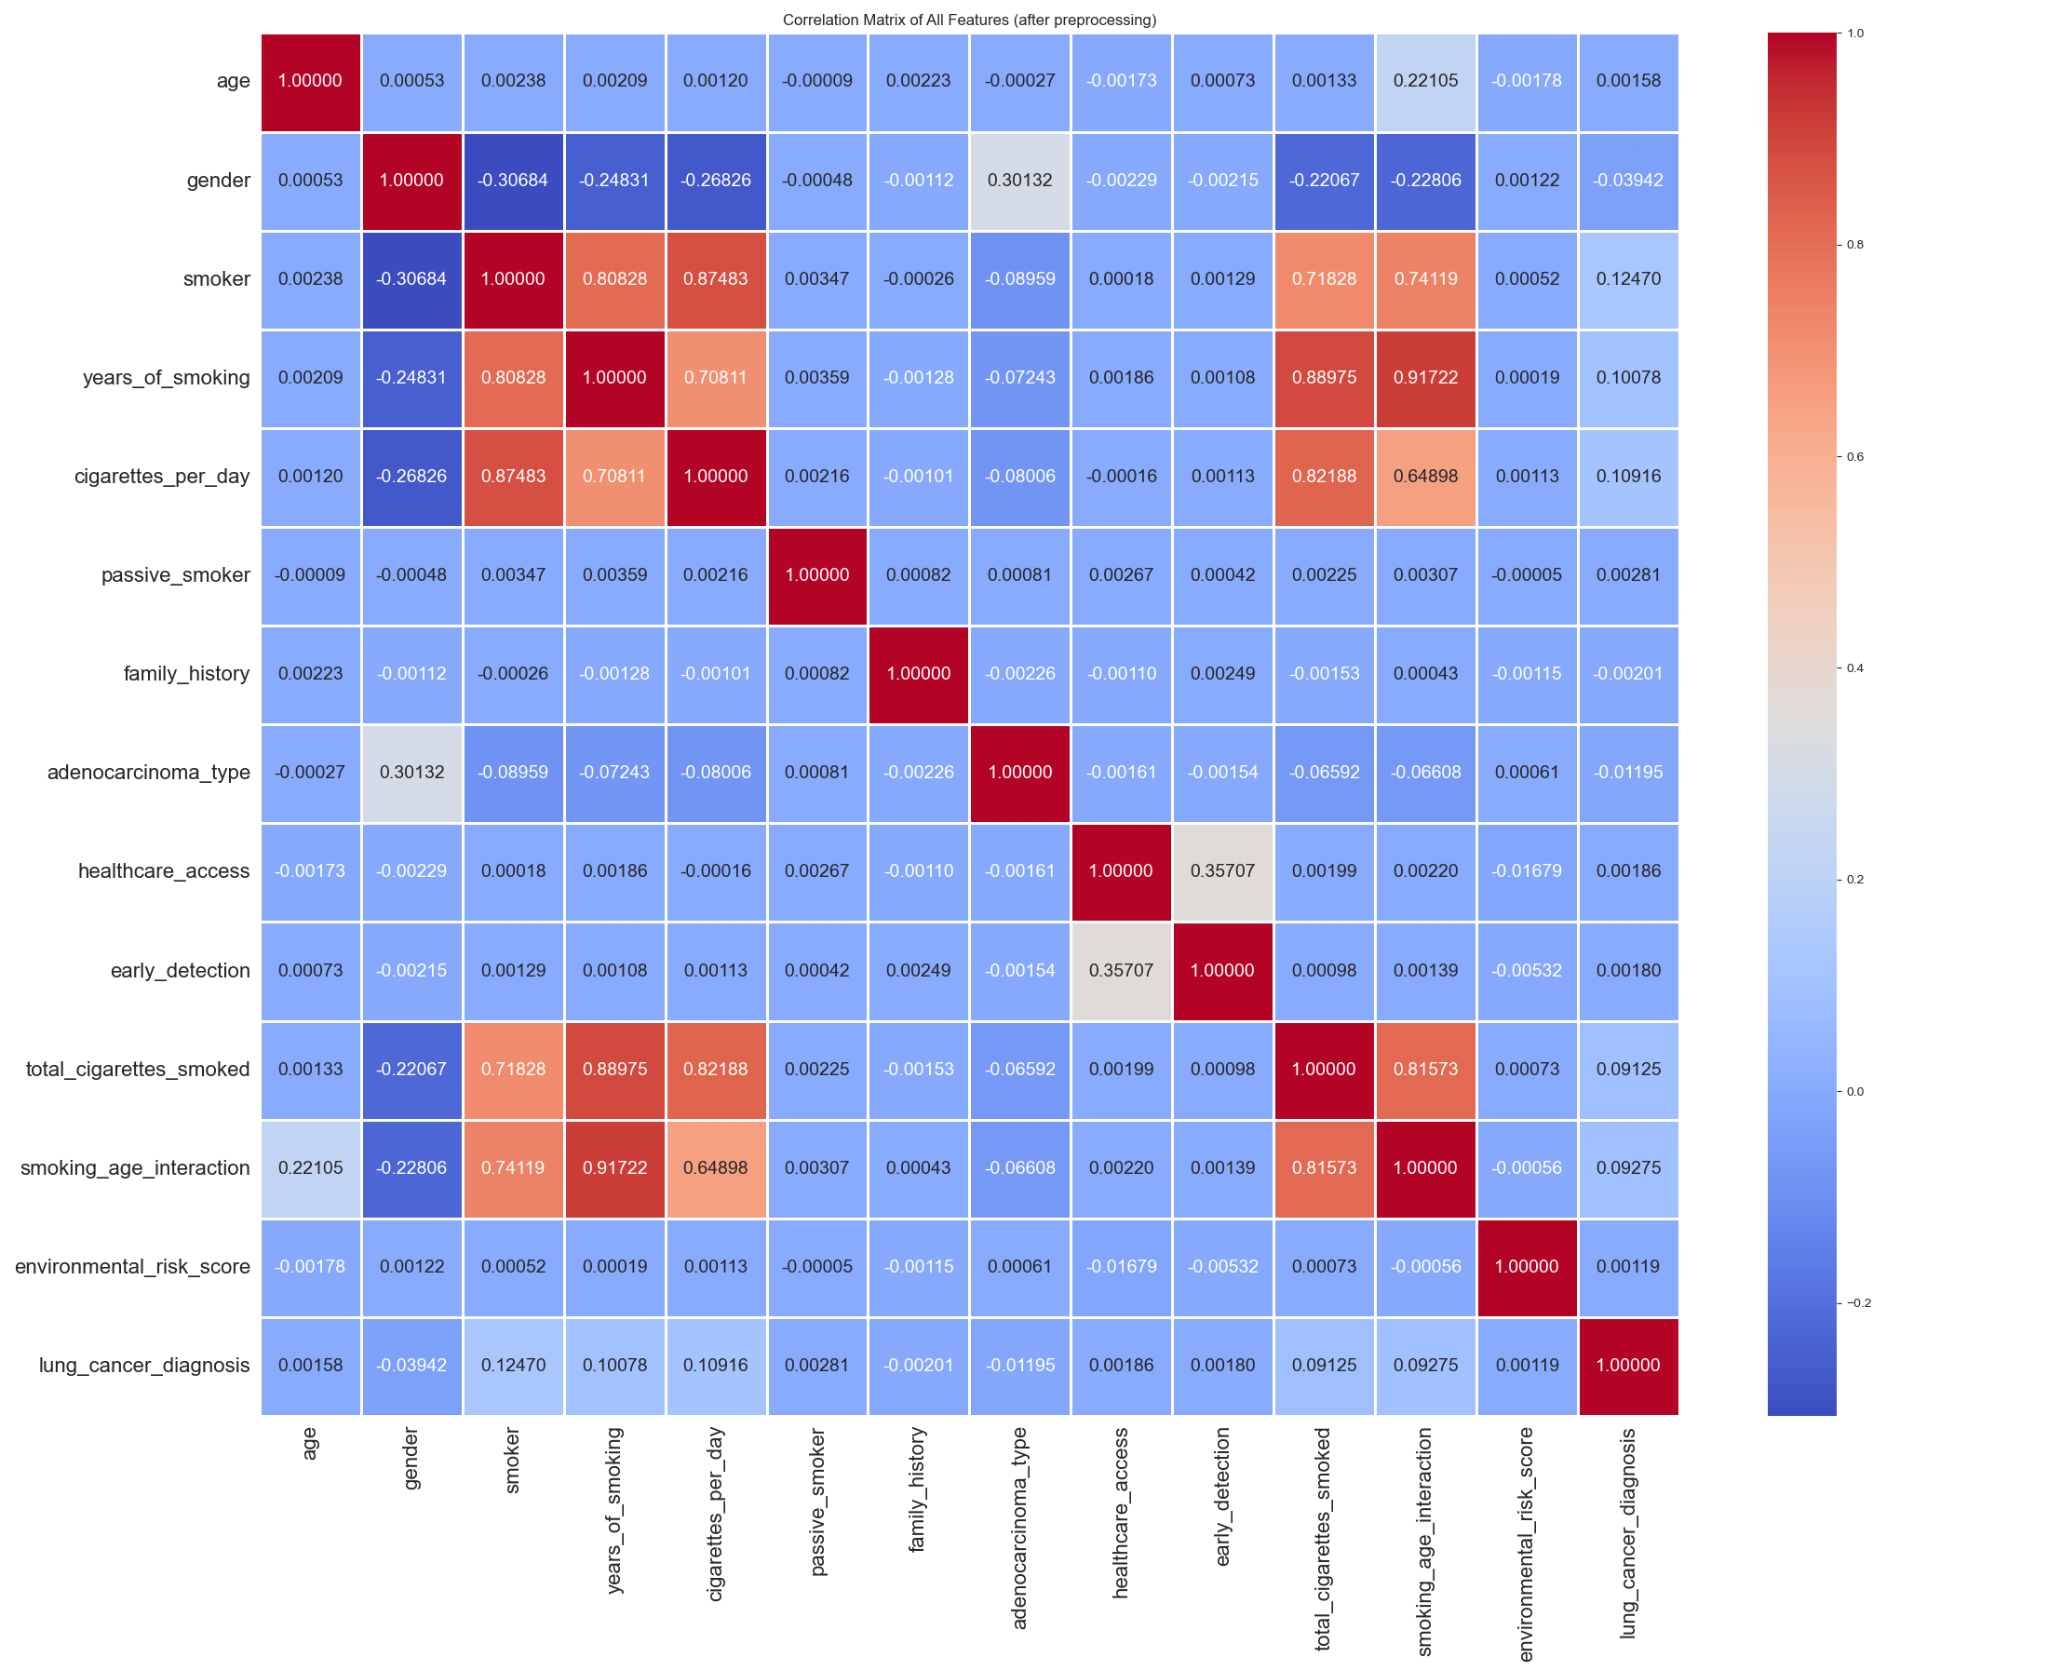 Correlation Matrix of All Features (after preprocessing)
age 1.00000 0.00053 0.00238 0.00209 0.00120 -0.00009 0.00223 -0.00027 -0.00173 0.00073 0.00133 0.22105 -0.00178 0.00158
gender 0.00053 1.00000 -0.30684 -0.24831 -0.26826 -0.00048 -0.00112 0.30132 -0.00229 -0.00215 -0.22067 -0.22806 0.00122 -0.03942
smoker 0.00238 -0.30684 1.00000 0.80828 0.87483 0.00347 -0.00026 -0.08959 0.00018 0.00129 0.71828 0.74119 0.00052 0.12470
years_of_smoking 0.00209 -0.24831 0.80828 1.00000 0.70811 0.00359 -0.00128 -0.07243 0.00186 0.00108 0.88975 0.91722 0.00019 0.10078
cigarettes_per_day 0.00120 -0.26826 0.87483 0.70811 1.00000 0.00216 -0.00101 -0.08006 -0.00016 0.00113 0.82188 0.64898 0.00113 0.10916
passive_smoker -0.00009 -0.00048 0.00347 0.00359 0.00216 1.00000 0.00082 0.00081 0.00267 0.00042 0.00225 0.00307 -0.00005 0.00281
family_history 0.00223 -0.00112 -0.00026 -0.00128 -0.00101 0.00082 1.00000 -0.00226 -0.00110 0.00249 -0.00153 0.00043 -0.00115 -0.00201
adenocarcinoma_type -0.00027 0.30132 -0.08959 -0.07243 -0.08006 0.00081 -0.00226 1.00000 -0.00161 -0.00154 -0.06592 -0.06608 0.00061 -0.01195
healthcare_access -0.00173 -0.00229 0.00018 0.00186 -0.00016 0.00267 -0.00110 -0.00161 1.00000 0.35707 0.00199 0.00220 -0.01679 0.00186
early_detection 0.00073 -0.00215 0.00129 0.00108 0.00113 0.00042 0.00249 -0.00154 0.35707 1.00000 0.00098 0.00139 -0.00532 0.00180
total_cigarettes_smoked 0.00133 -0.22067 0.71828 0.88975 0.82188 0.00225 -0.00153 -0.06592 0.00199 0.00098 1.00000 0.81573 0.00073 0.09125
smoking_age_interaction 0.22105 -0.22806 0.74119 0.91722 0.64898 0.00307 0.00043 -0.06608 0.00220 0.00139 0.81573 1.00000 -0.00056 0.09275
environmental_risk_score -0.00178 0.00122 0.00052 0.00019 0.00113 -0.00005 -0.00115 0.00061 -0.01679 -0.00532 0.00073 -0.00056 1.00000 0.00119
lung_cancer_diagnosis 0.00158 -0.03942 0.12470 0.10078 0.10916 0.00281 -0.00201 -0.01195 0.00186 0.00180 0.09125 0.09275 0.00119 1.00000
age
gender
smoker
years_of_smoking
cigarettes_per_day
passive_smoker
family_history
adenocarcinoma_type
healthcare_access
early_detection
total_cigarettes_smoked
smoking_age_interaction
environmental_risk_score
lung_cancer_diagnosis
1.0
0.8
0.6
0.4
0.2
0.0
−0.2